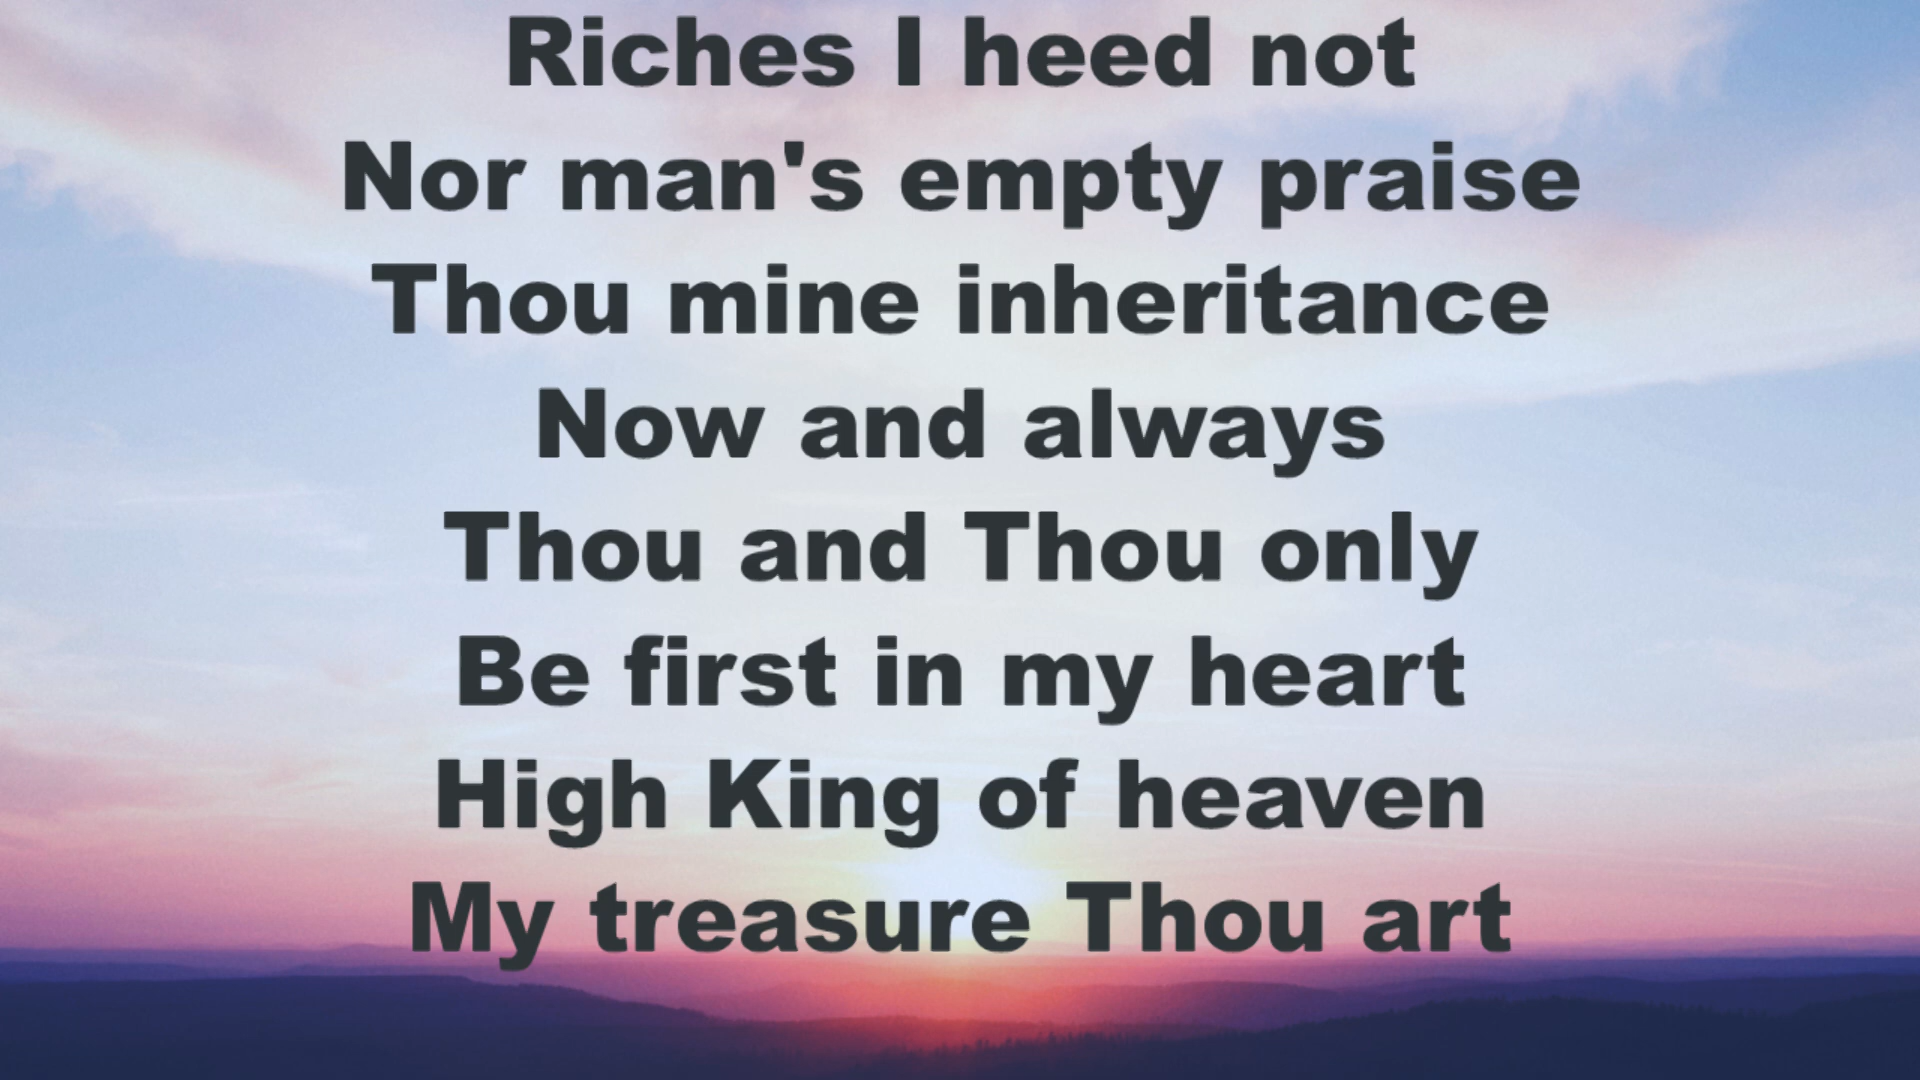 Riches I heed not
Nor man's empty praise
Thou mine inheritance
Now and always
Thou and Thou only
Be first in my heart
High King of heaven
My treasure Thou art